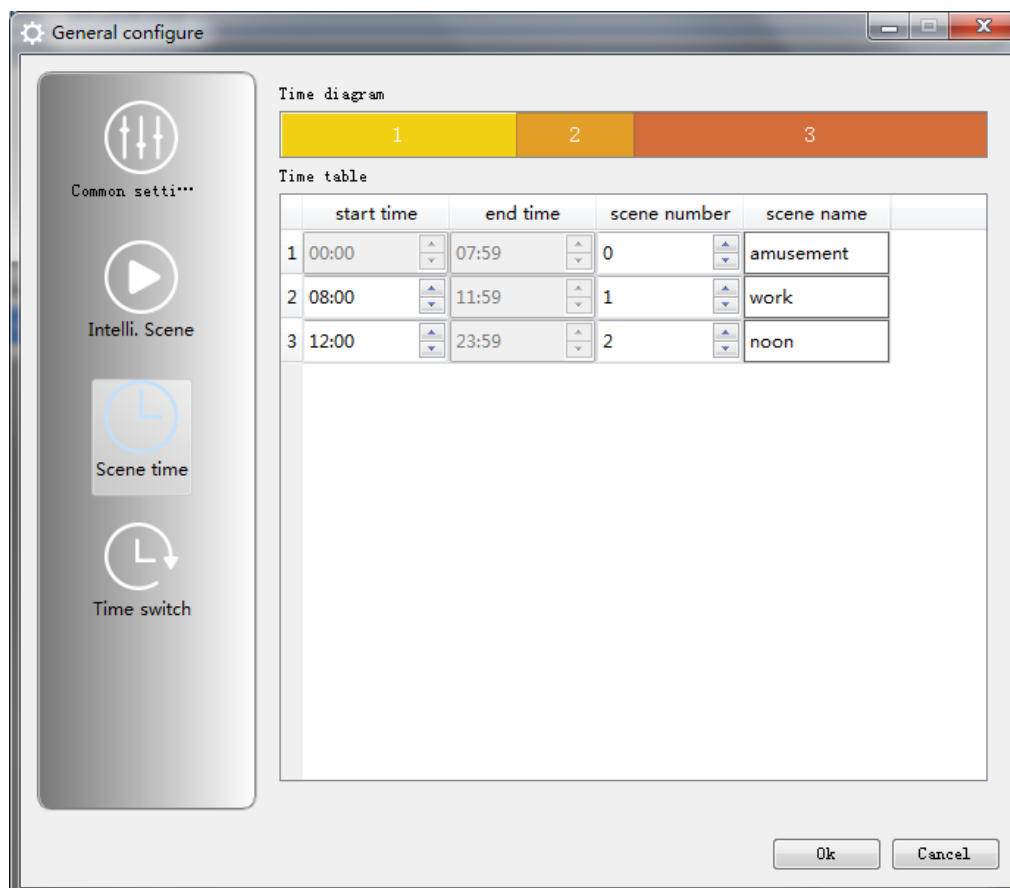 General configure
Common setti…
Intelli. Scene
Scene time
Time switch
Time diagram
1 2 3
Time table
start time end time scene number scene name
1 00:00 07:59 0 amusement
2 08:00 11:59 1 work
3 12:00 23:59 2 noon
Ok Cancel